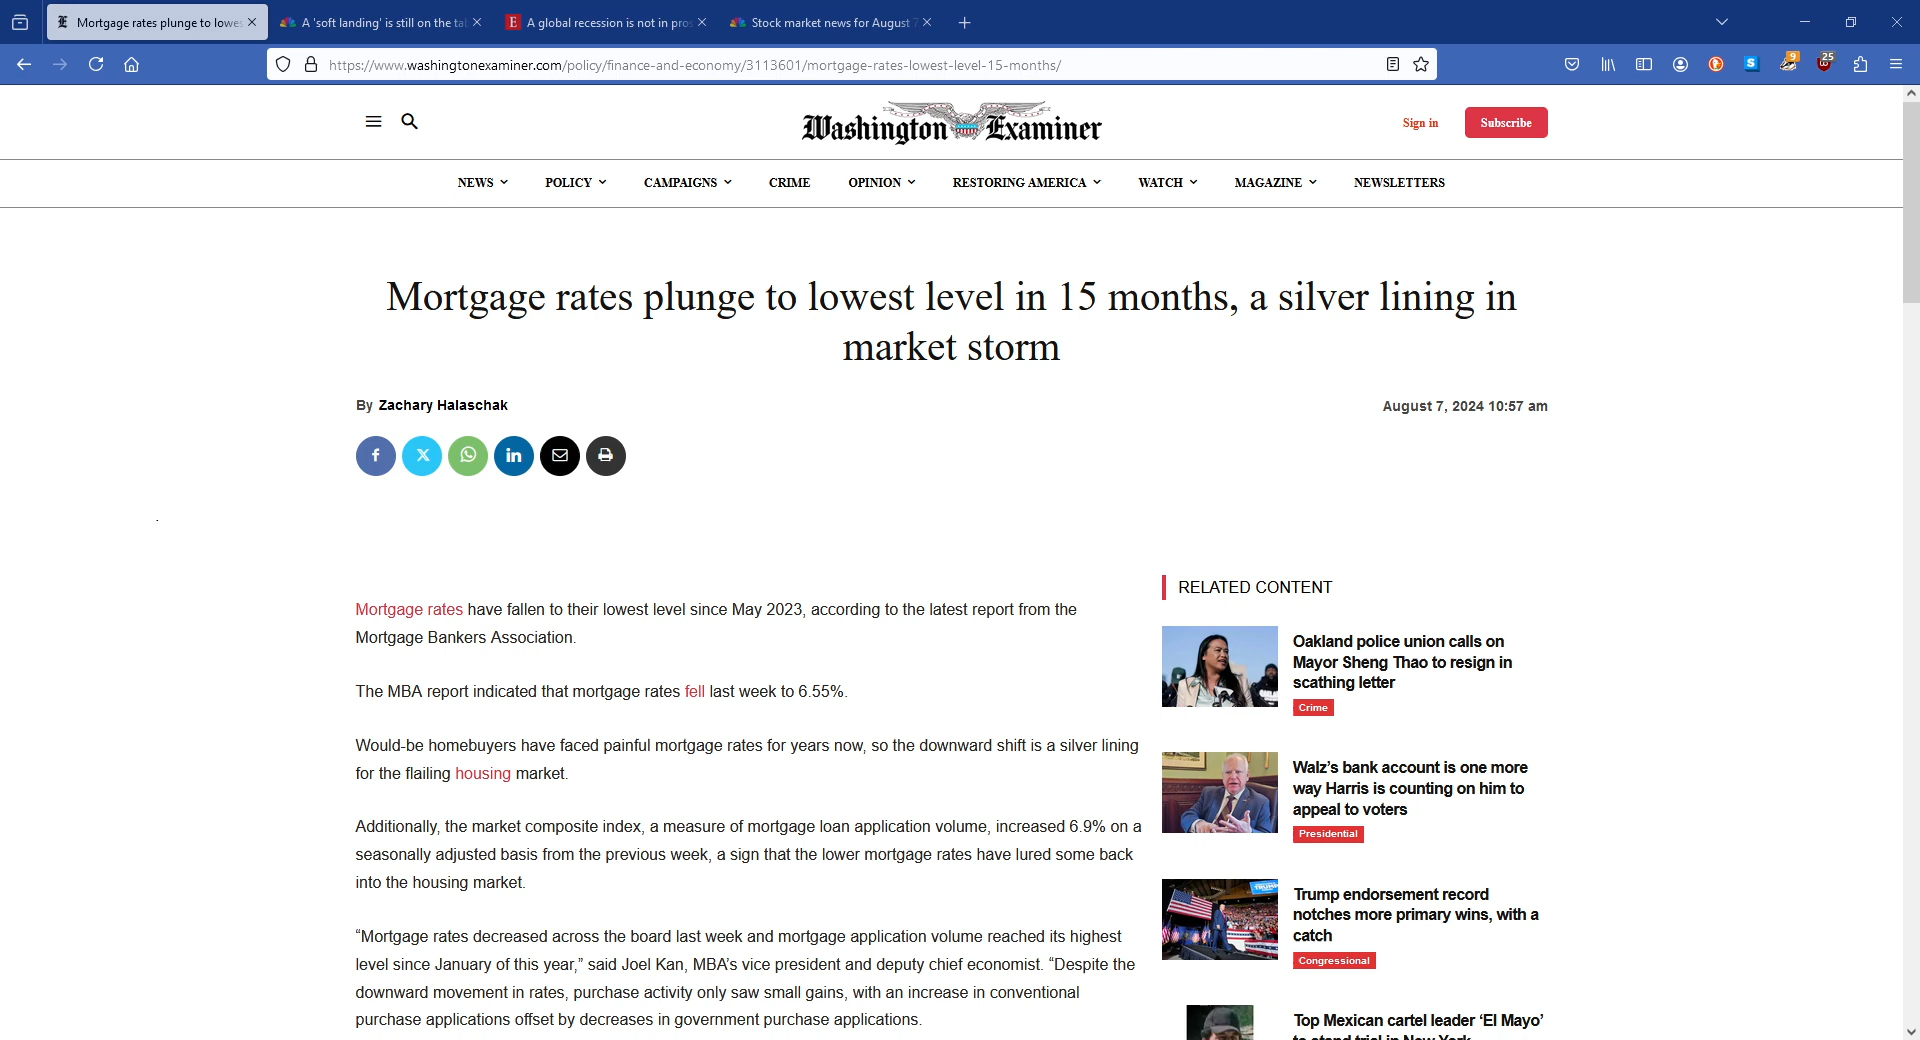 Mortgage rates plunge to lowes
A 'soft landing' is still on the ta
A global recession is not in pros
Stock market news for August 7
https://www.washingtonexaminer.com/policy/finance-and-economy/3113601/mortgage-rates-lowest-level-15-months/
S
9
25
Washington Examiner
Sign in
Subscribe
NEWS
POLICY
CAMPAIGNS
CRIME
OPINION
RESTORING AMERICA
WATCH
MAGAZINE
NEWSLETTERS
Mortgage rates plunge to lowest level in 15 months, a silver lining in
market storm
By Zachary Halaschak
August 7, 2024 10:57 am
Mortgage rates have fallen to their lowest level since May 2023, according to the latest report from the
Mortgage Bankers Association.
The MBA report indicated that mortgage rates fell last week to 6.55%.
Would-be homebuyers have faced painful mortgage rates for years now, so the downward shift is a silver lining
for the flailing housing market.
Additionally, the market composite index, a measure of mortgage loan application volume, increased 6.9% on a
seasonally adjusted basis from the previous week, a sign that the lower mortgage rates have lured some back
into the housing market.
“Mortgage rates decreased across the board last week and mortgage application volume reached its highest
level since January of this year,” said Joel Kan, MBA’s vice president and deputy chief economist. “Despite the
downward movement in rates, purchase activity only saw small gains, with an increase in conventional
purchase applications offset by decreases in government purchase applications.
RELATED CONTENT
Oakland police union calls on
Mayor Sheng Thao to resign in
scathing letter
Crime
Walz’s bank account is one more
way Harris is counting on him to
appeal to voters
Presidential
Trump endorsement record
notches more primary wins, with a
catch
Congressional
Top Mexican cartel leader ‘El Mayo’
to stand trial in New York